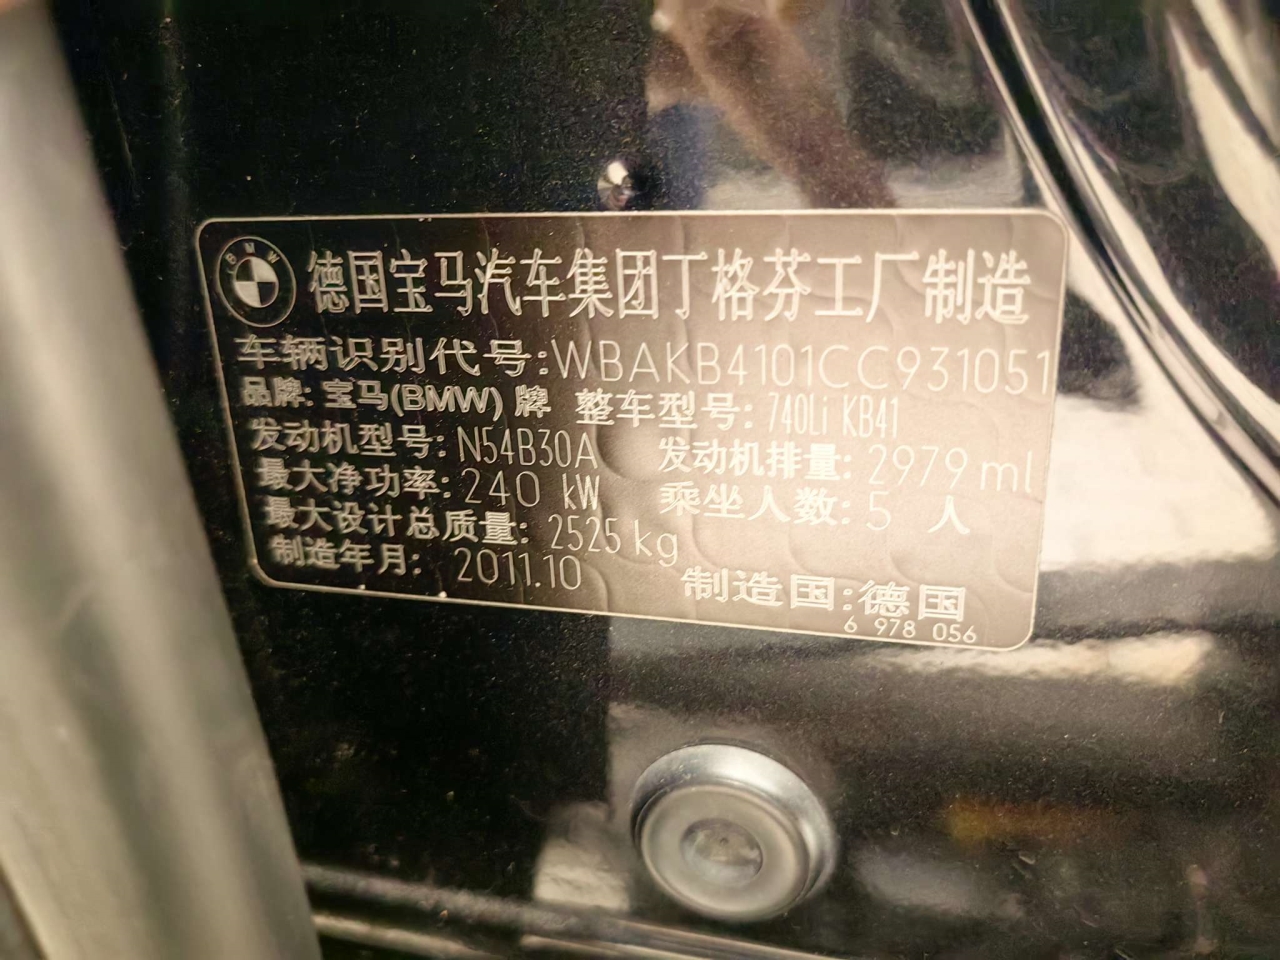 BMW
德国宝马汽车集团丁格芬工厂制造
车辆识别代号:WBAKB4101CC931051
品牌: 宝马(BMW) 牌 整车型号: 740Li KB41
发动机型号: N54B30A 发动机排量: 2979 ml
最大净功率: 240 kW 乘坐人数: 5 人
最大设计总质量: 2525 kg
制造年月: 2011.10 制造国:德国
6 978 056